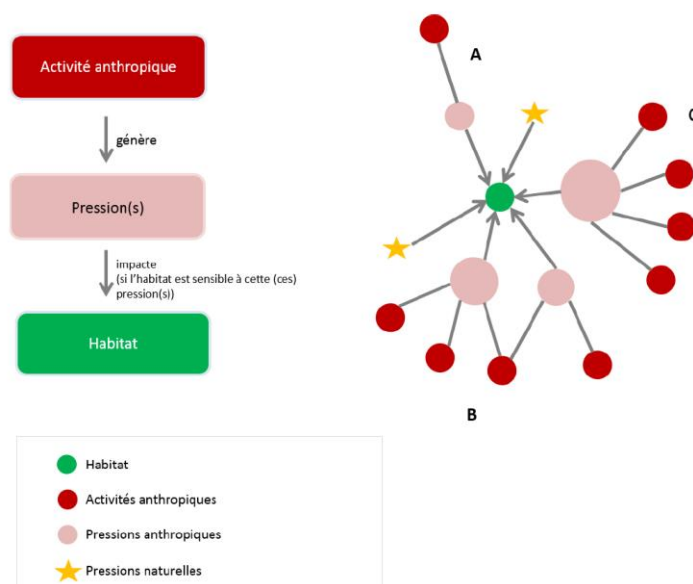 Activité anthropique
génère
Pression(s)
impacte
(si l'habitat est sensible à cette (ces)
pression(s))
Habitat
A
C
B
Habitat
Activités anthropiques
Pressions anthropiques
Pressions naturelles